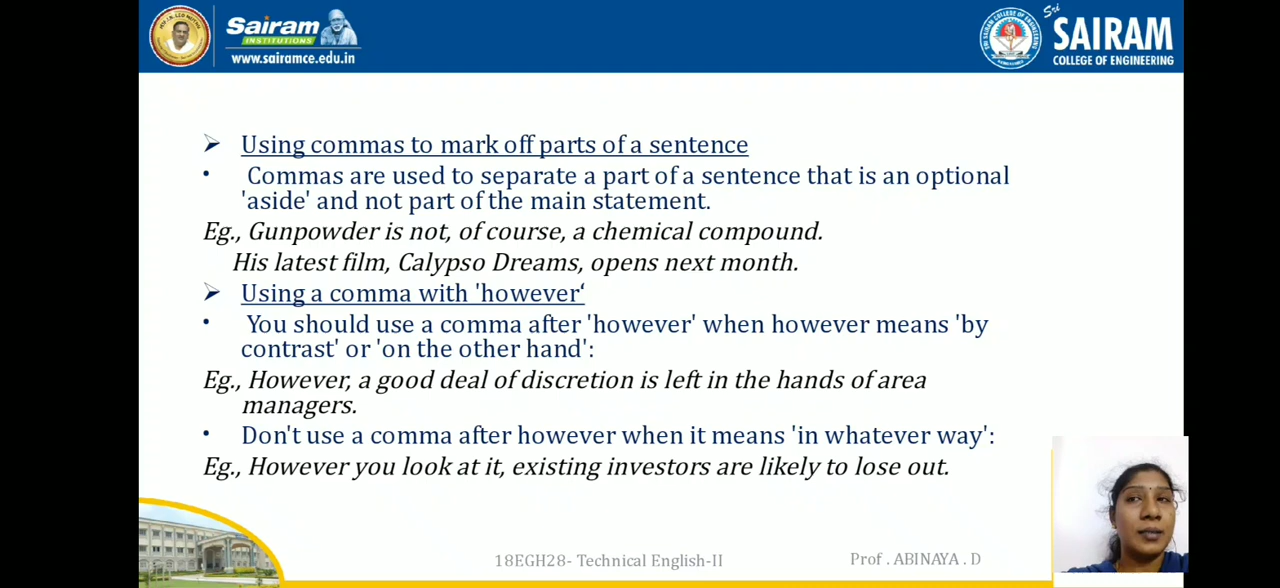 Sairam
INSTITUTIONS
www.sairamce.edu.in
Sri
SAIRAM
COLLEGE OF ENGINEERING
➢ Using commas to mark off parts of a sentence
• Commas are used to separate a part of a sentence that is an optional
'aside' and not part of the main statement.
Eg., Gunpowder is not, of course, a chemical compound.
His latest film, Calypso Dreams, opens next month.
➢ Using a comma with 'however‘
• You should use a comma after 'however' when however means 'by
contrast' or 'on the other hand':
Eg., However, a good deal of discretion is left in the hands of area
managers.
• Don't use a comma after however when it means 'in whatever way':
Eg., However you look at it, existing investors are likely to lose out.
18EGH28- Technical English-II
Prof . ABINAYA . D